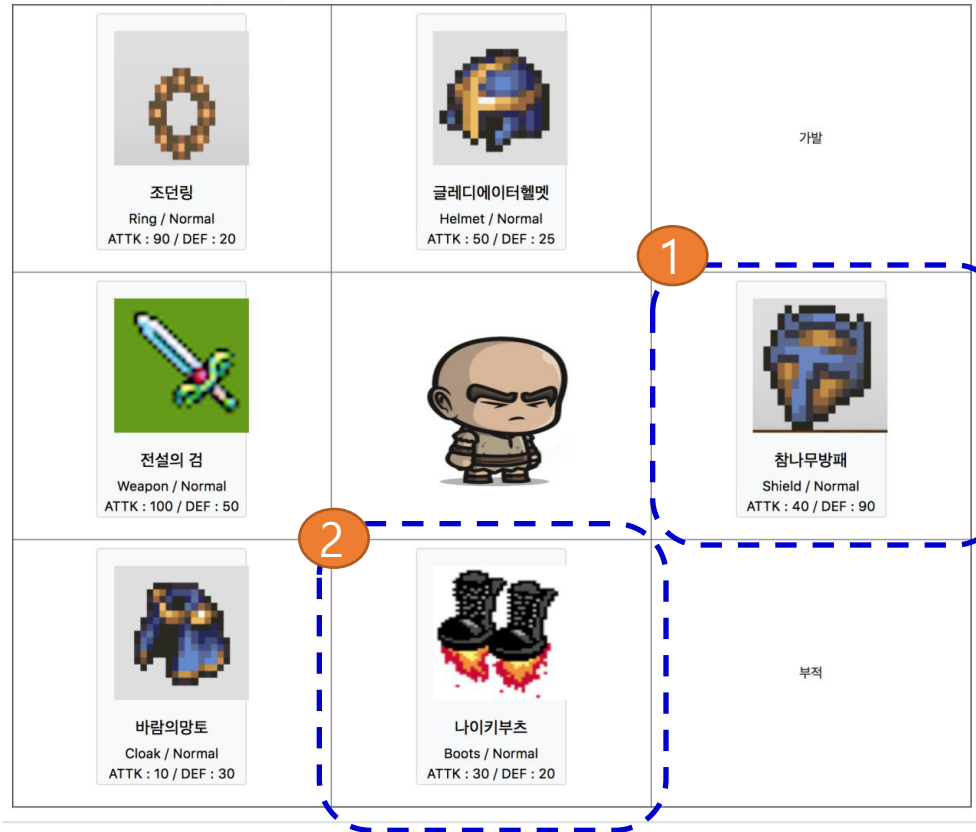 조던링
Ring / Normal
ATTK : 90 / DEF : 20
글레디에이터헬멧
Helmet / Normal
ATTK : 50 / DEF : 25
가발
1
전설의 검
Weapon / Normal
ATTK : 100 / DEF : 50
참나무방패
Shield / Normal
ATTK : 40 / DEF : 90
2
바람의망토
Cloak / Normal
ATTK : 10 / DEF : 30
나이키부츠
Boots / Normal
ATTK : 30 / DEF : 20
부적